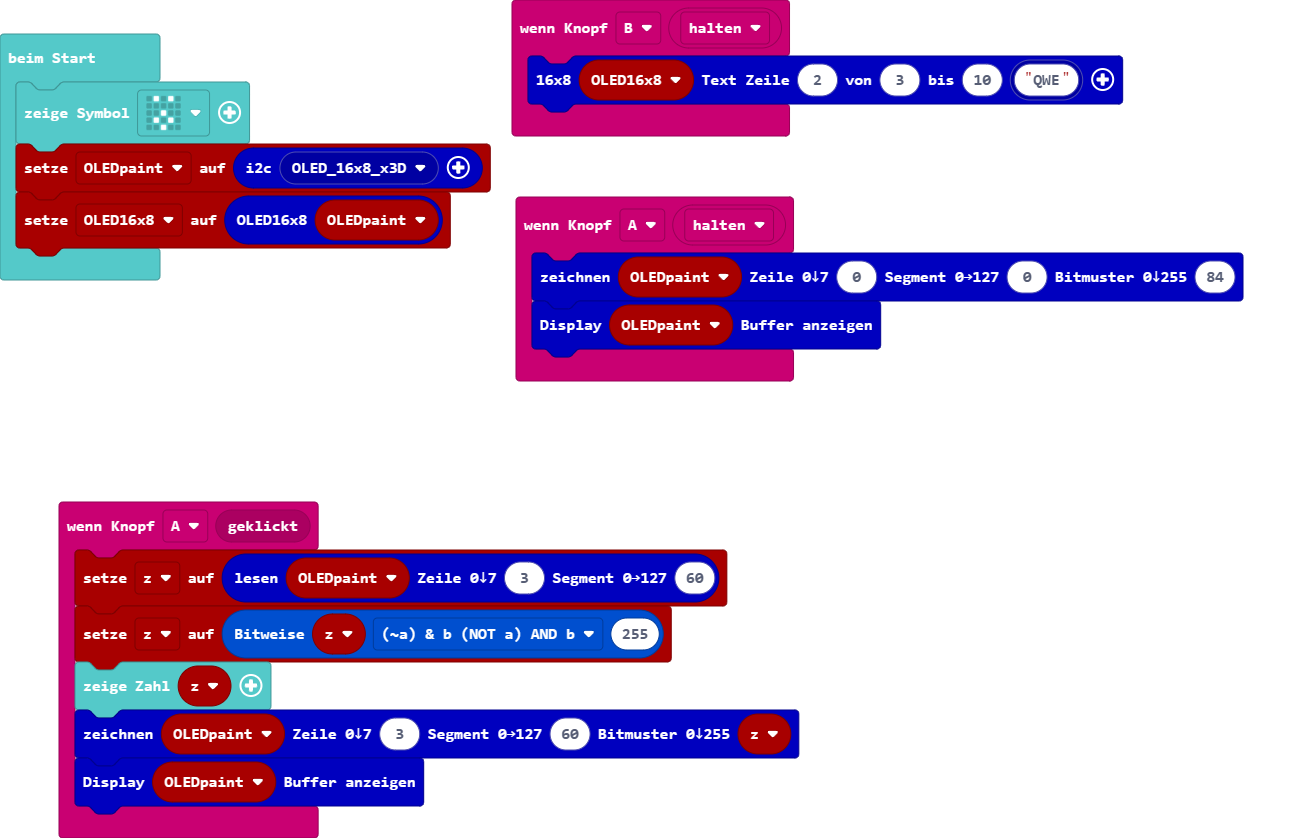 beim Start
zeige Symbol
setze OLEDpaint auf i2c OLED_16x8_x3D
setze OLED16x8 auf OLED16x8 OLEDpaint
wenn Knopf B halten
16x8 OLED16x8 Text Zeile 2 von 3 bis 10 "QWE"
wenn Knopf A halten
zeichnen OLEDpaint Zeile 0↓7 0 Segment 0→127 0 Bitmuster 0↓255 84
Display OLEDpaint Buffer anzeigen
wenn Knopf A geklickt
setze z auf lesen OLEDpaint Zeile 0↓7 3 Segment 0→127 60
setze z auf Bitweise z (~a) & b (NOT a) AND b 255
zeige Zahl z
zeichnen OLEDpaint Zeile 0↓7 3 Segment 0→127 60 Bitmuster 0↓255 z
Display OLEDpaint Buffer anzeigen